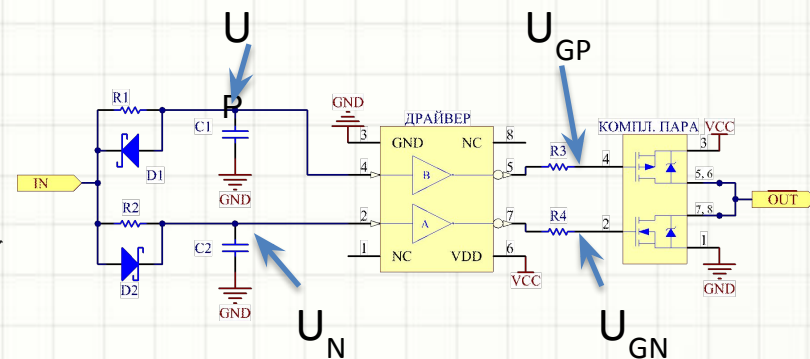 U
P
U GP
R1
C1
D1
GND
IN
R2
C2
D2
GND
U N
GND
ДРАЙВЕР
3 GND NC 8
4 B 5
2 A 7
1 NC VDD 6
VCC
R3
R4
КОМПЛ. ПАРА
VCC
4 3
5, 6
2 7, 8
1
GND
OUT
U GN